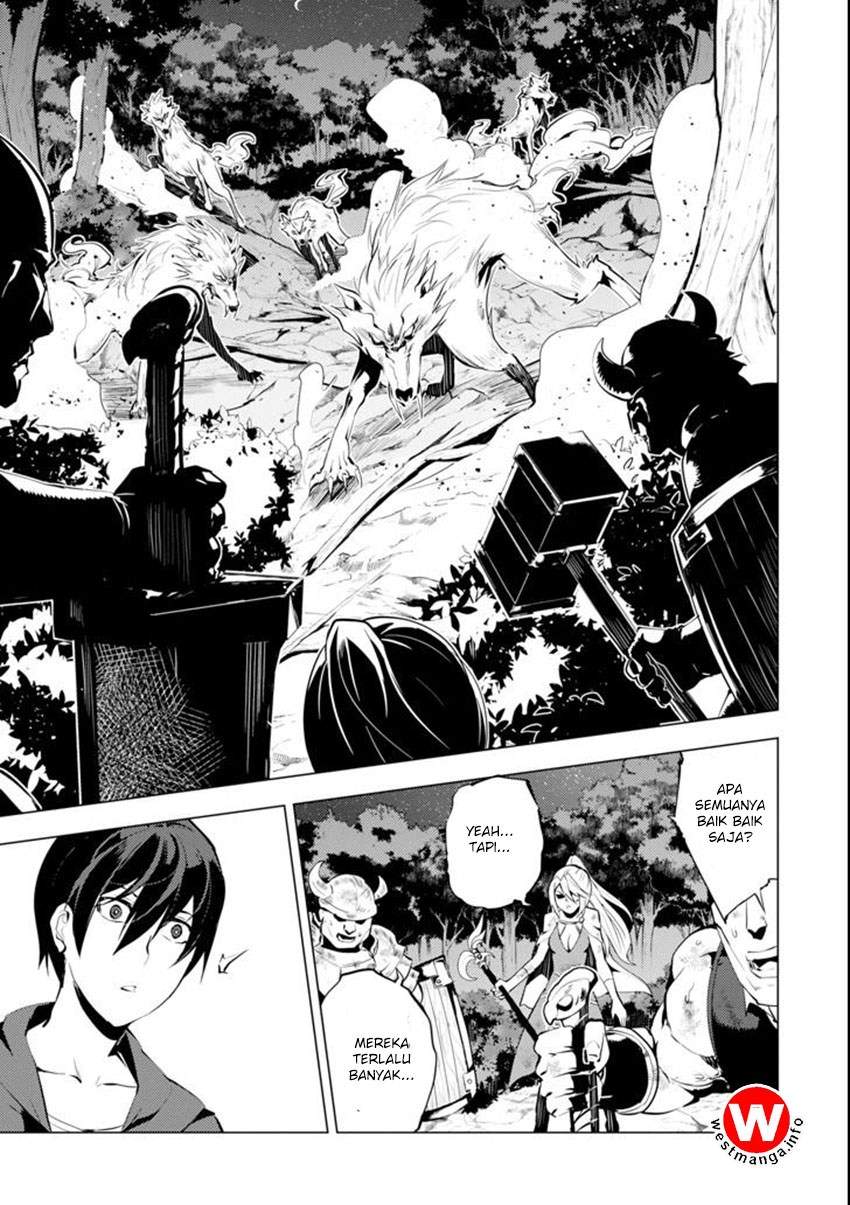 APA
SEMUANYA
BAIK BAIK
SAJA?
YEAH...
TAPI...
MEREKA
TERLALU
BANYAK...
W
westmanga.info